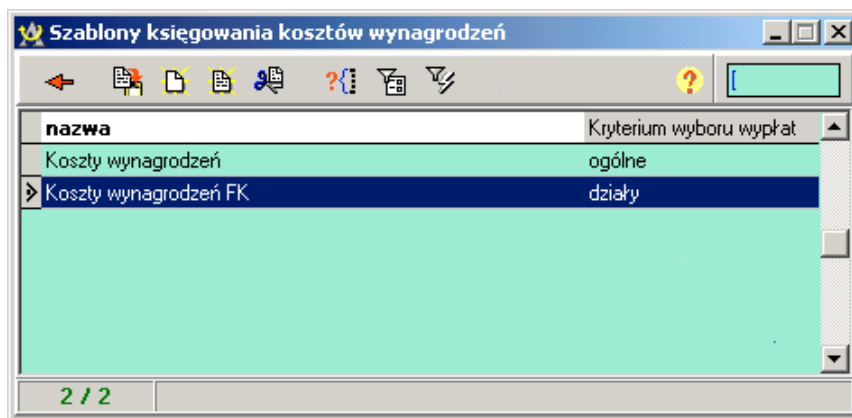 Szablony księgowania kosztów wynagrodzeń
?{ ? [
nazwa Kryterium wyboru wypłat
Koszty wynagrodzeń ogólne
Koszty wynagrodzeń FK działy
2 / 2